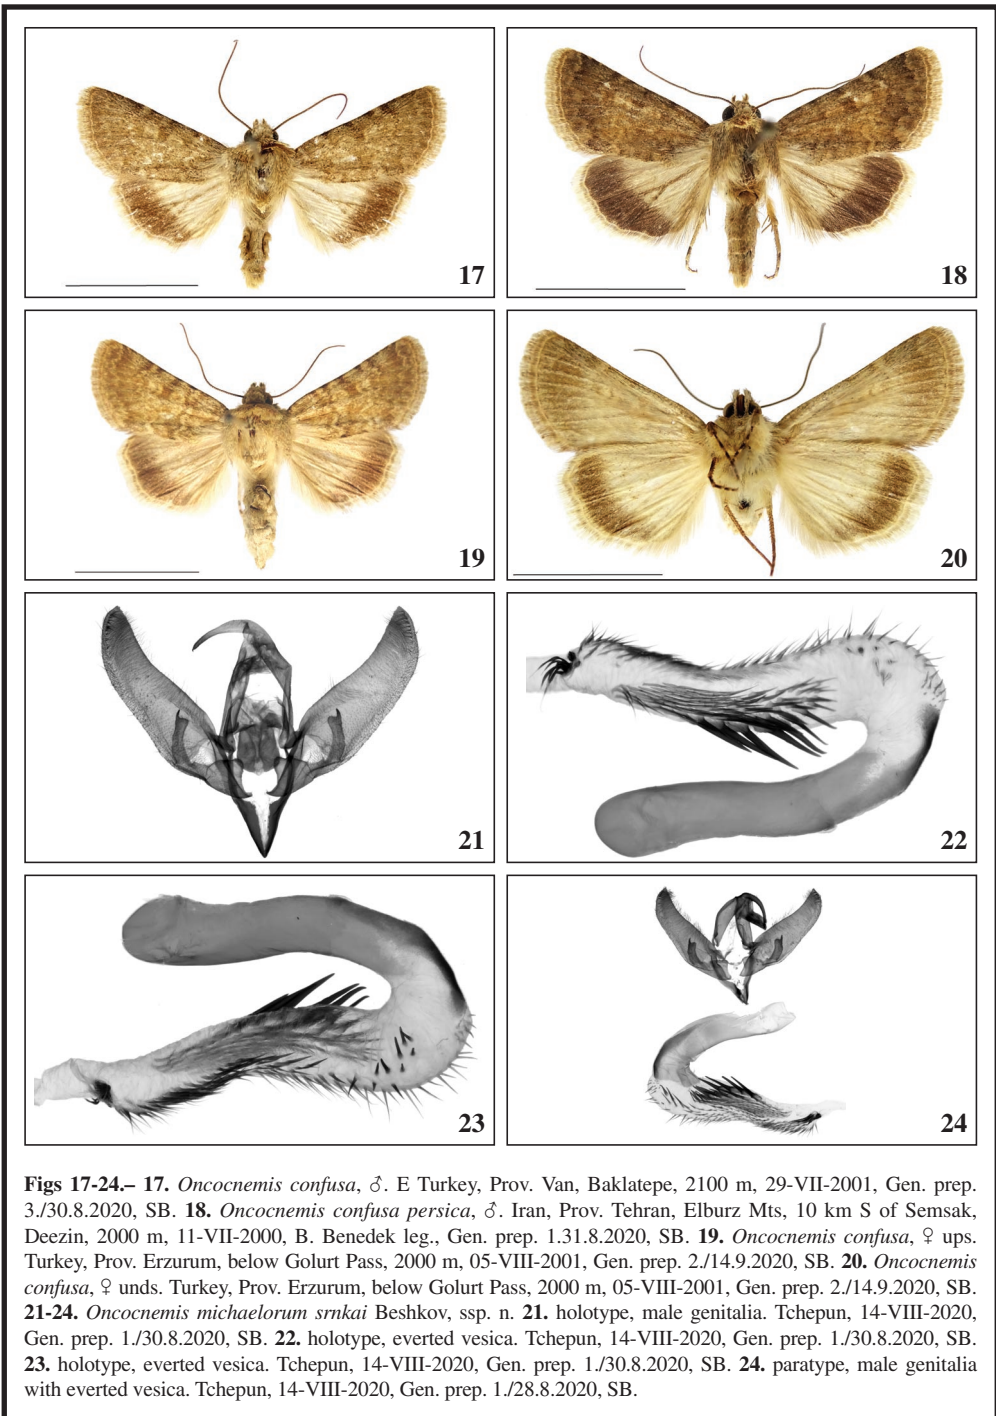 17
18
19
20
21
22
23
24
Figs 17-24.– 17. Oncocnemis confusa, ♂. E Turkey, Prov. Van, Baklatepe, 2100 m, 29-VII-2001, Gen. prep.
3./30.8.2020, SB. 18. Oncocnemis confusa persica, ♂. Iran, Prov. Tehran, Elburz Mts, 10 km S of Semsak,
Deezin, 2000 m, 11-VII-2000, B. Benedek leg., Gen. prep. 1.31.8.2020, SB. 19. Oncocnemis confusa, ♀ ups.
Turkey, Prov. Erzurum, below Golurt Pass, 2000 m, 05-VIII-2001, Gen. prep. 2./14.9.2020, SB. 20. Oncocnemis
confusa, ♀ unds. Turkey, Prov. Erzurum, below Golurt Pass, 2000 m, 05-VIII-2001, Gen. prep. 2./14.9.2020, SB.
21-24. Oncocnemis michaelorum srnkai Beshkov, ssp. n. 21. holotype, male genitalia. Tchepun, 14-VIII-2020,
Gen. prep. 1./30.8.2020, SB. 22. holotype, everted vesica. Tchepun, 14-VIII-2020, Gen. prep. 1./30.8.2020, SB.
23. holotype, everted vesica. Tchepun, 14-VIII-2020, Gen. prep. 1./30.8.2020, SB. 24. paratype, male genitalia
with everted vesica. Tchepun, 14-VIII-2020, Gen. prep. 1./28.8.2020, SB.